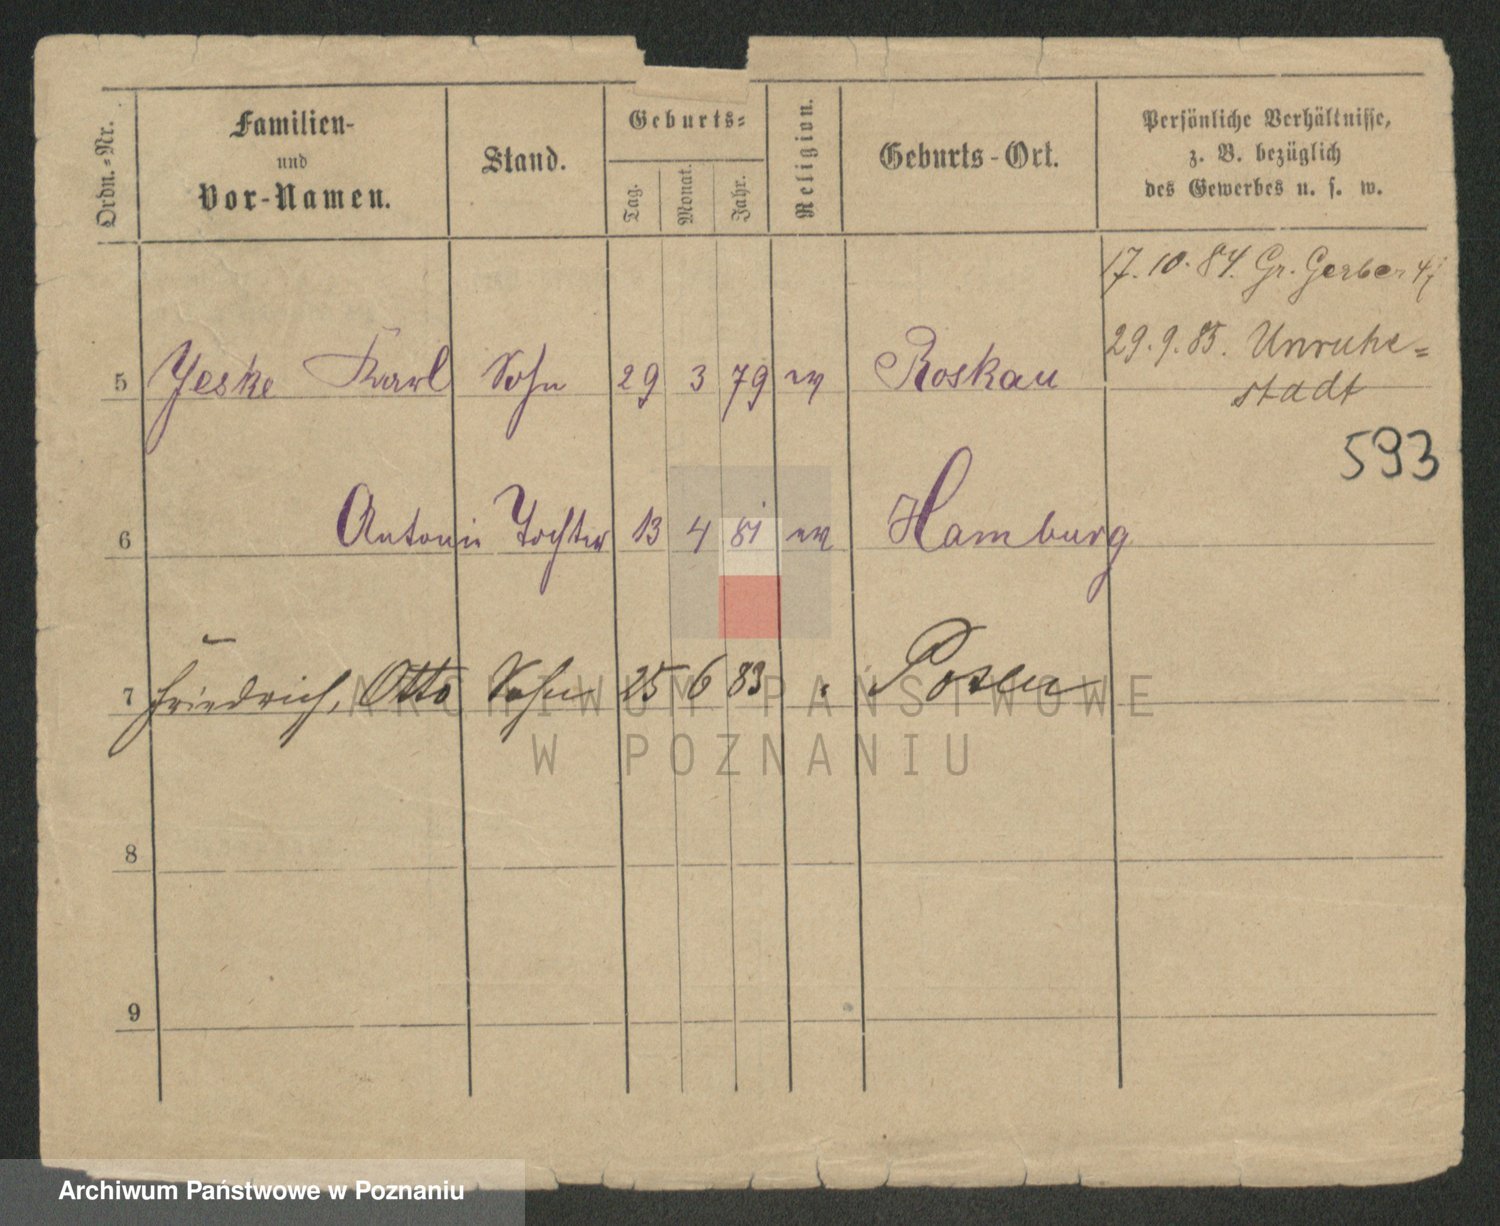 Ordn.-Nr.
Familien-
und
Vor-Namen.
Stand.
Geburts-
Tag.
Monat.
Jahr.
Religion.
Geburts-Ort.
Persönliche Verhältnisse,
z. B. bezüglich
des Gewerbes u. s. w.
17.10.84. Gr. Gerber
29.9.85. Unruhe=
stadt
5 Jeske Karl Sohn 29 3 79 ev Roskau
593
6 Antonie Tochter 13 4 81 ev Hamburg
7 Friedrich, Otto Sohn 25 6 83 Posen
ARCHIWUM PAŃSTWOWE
W POZNANIU
8
9
Archiwum Państwowe w Poznaniu